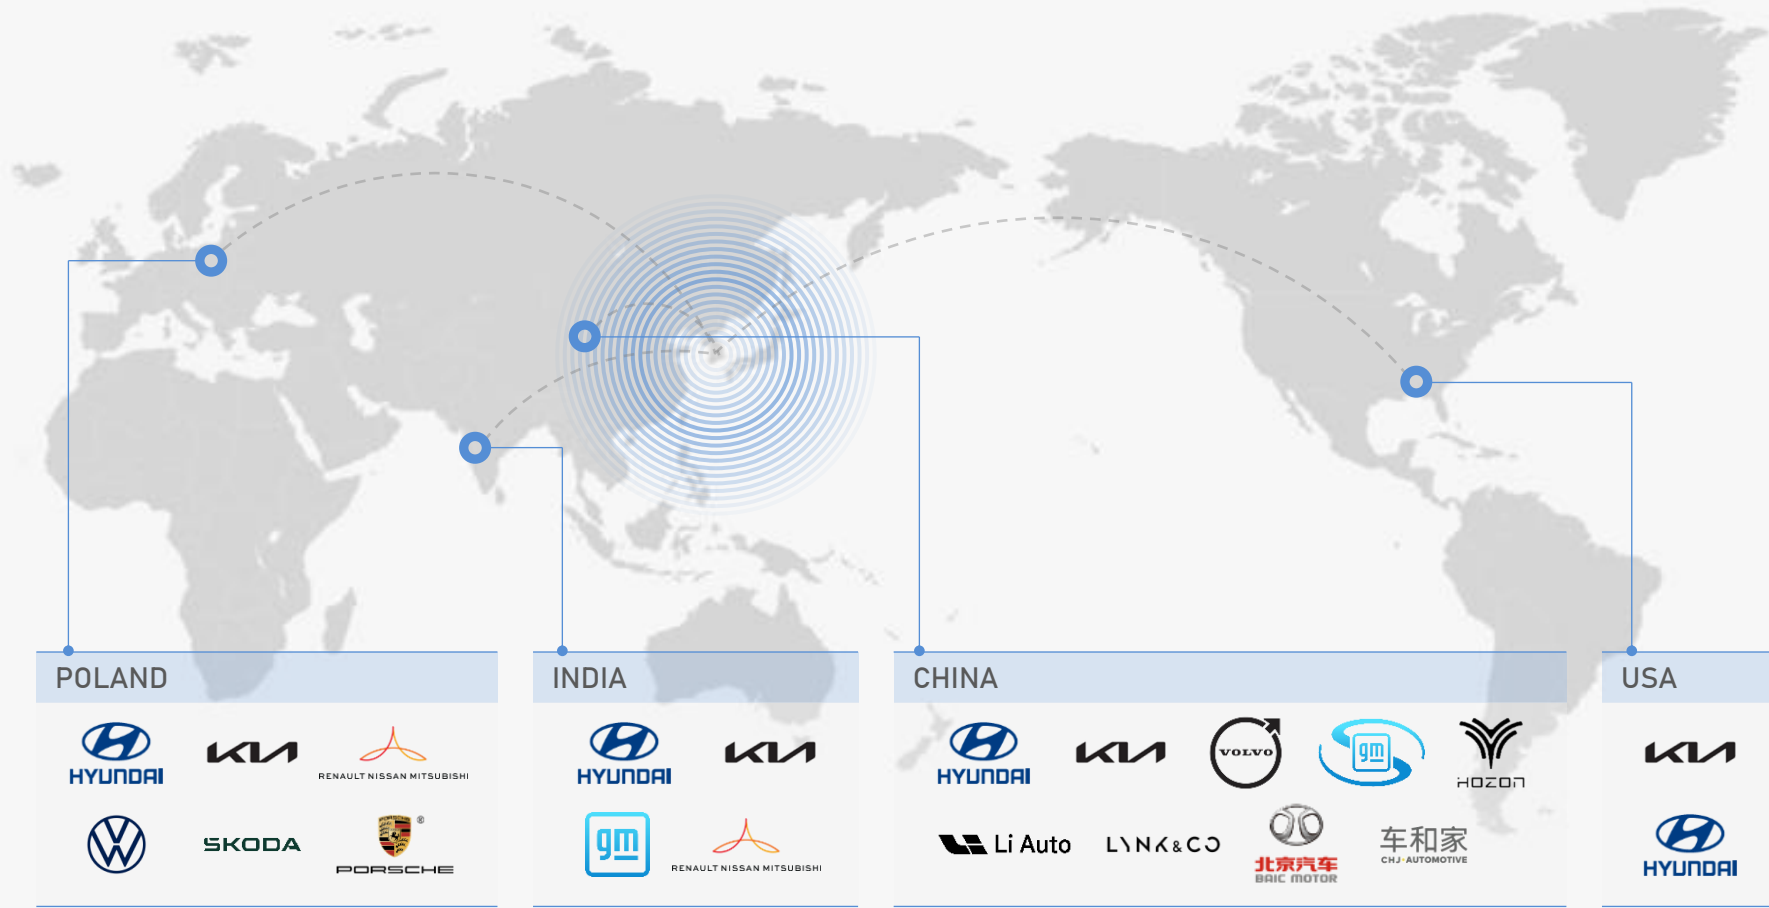 POLAND
HYUNDAI
KIA
RENAULT NISSAN MITSUBISHI
VW
ŠKODA
PORSCHE
®
INDIA
HYUNDAI
KIA
gm
RENAULT NISSAN MITSUBISHI
CHINA
HYUNDAI
KIA
VOLVO
gm
HOZON
Li Auto
LYNK & CO
北京汽车
BAIC MOTOR
车和家
CHJ·AUTOMOTIVE
USA
KIA
HYUNDAI